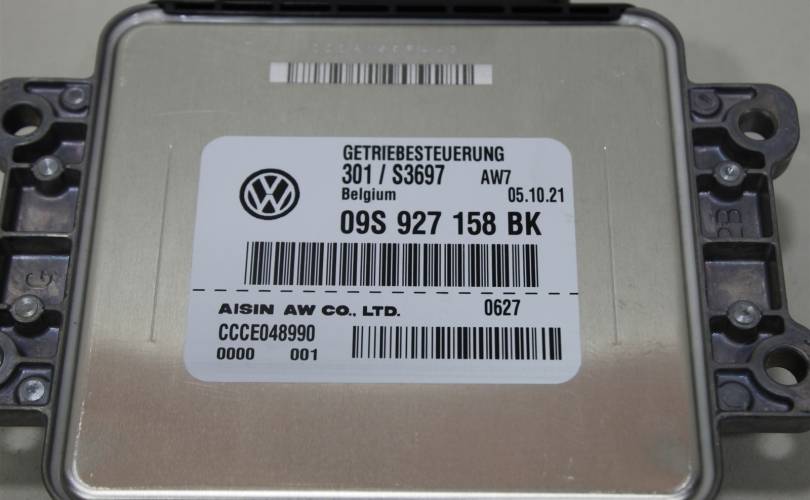 GETRIEBESTEUERUNG
301 / S3697 AW7
Belgium 05.10.21
09S 927 158 BK
AISIN AW CO., LTD. 0627
CCCE048990
0000 001